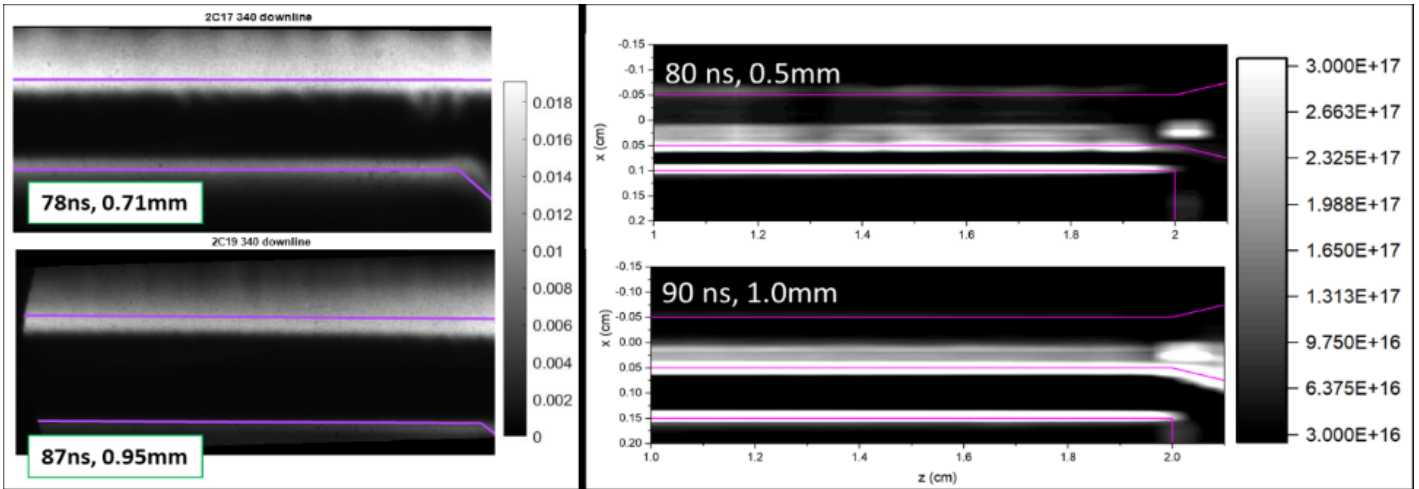 2C17 340 downline
78ns, 0.71mm
0.018
0.016
0.014
0.012
0.01
0.008
0.006
0.004
0.002
0
2C19 340 downline
87ns, 0.95mm
80 ns, 0.5mm
x (cm)
-0.15
-0.1
-0.05
0
0.05
0.1
0.15
0.2
1
1.2
1.4
1.6
1.8
2
90 ns, 1.0mm
x (cm)
-0.15
-0.10
-0.05
0.00
0.05
0.10
0.15
0.20
1.0
1.2
1.4
1.6
1.8
2.0
z (cm)
3.000E+17
2.663E+17
2.325E+17
1.988E+17
1.650E+17
1.313E+17
9.750E+16
6.375E+16
3.000E+16